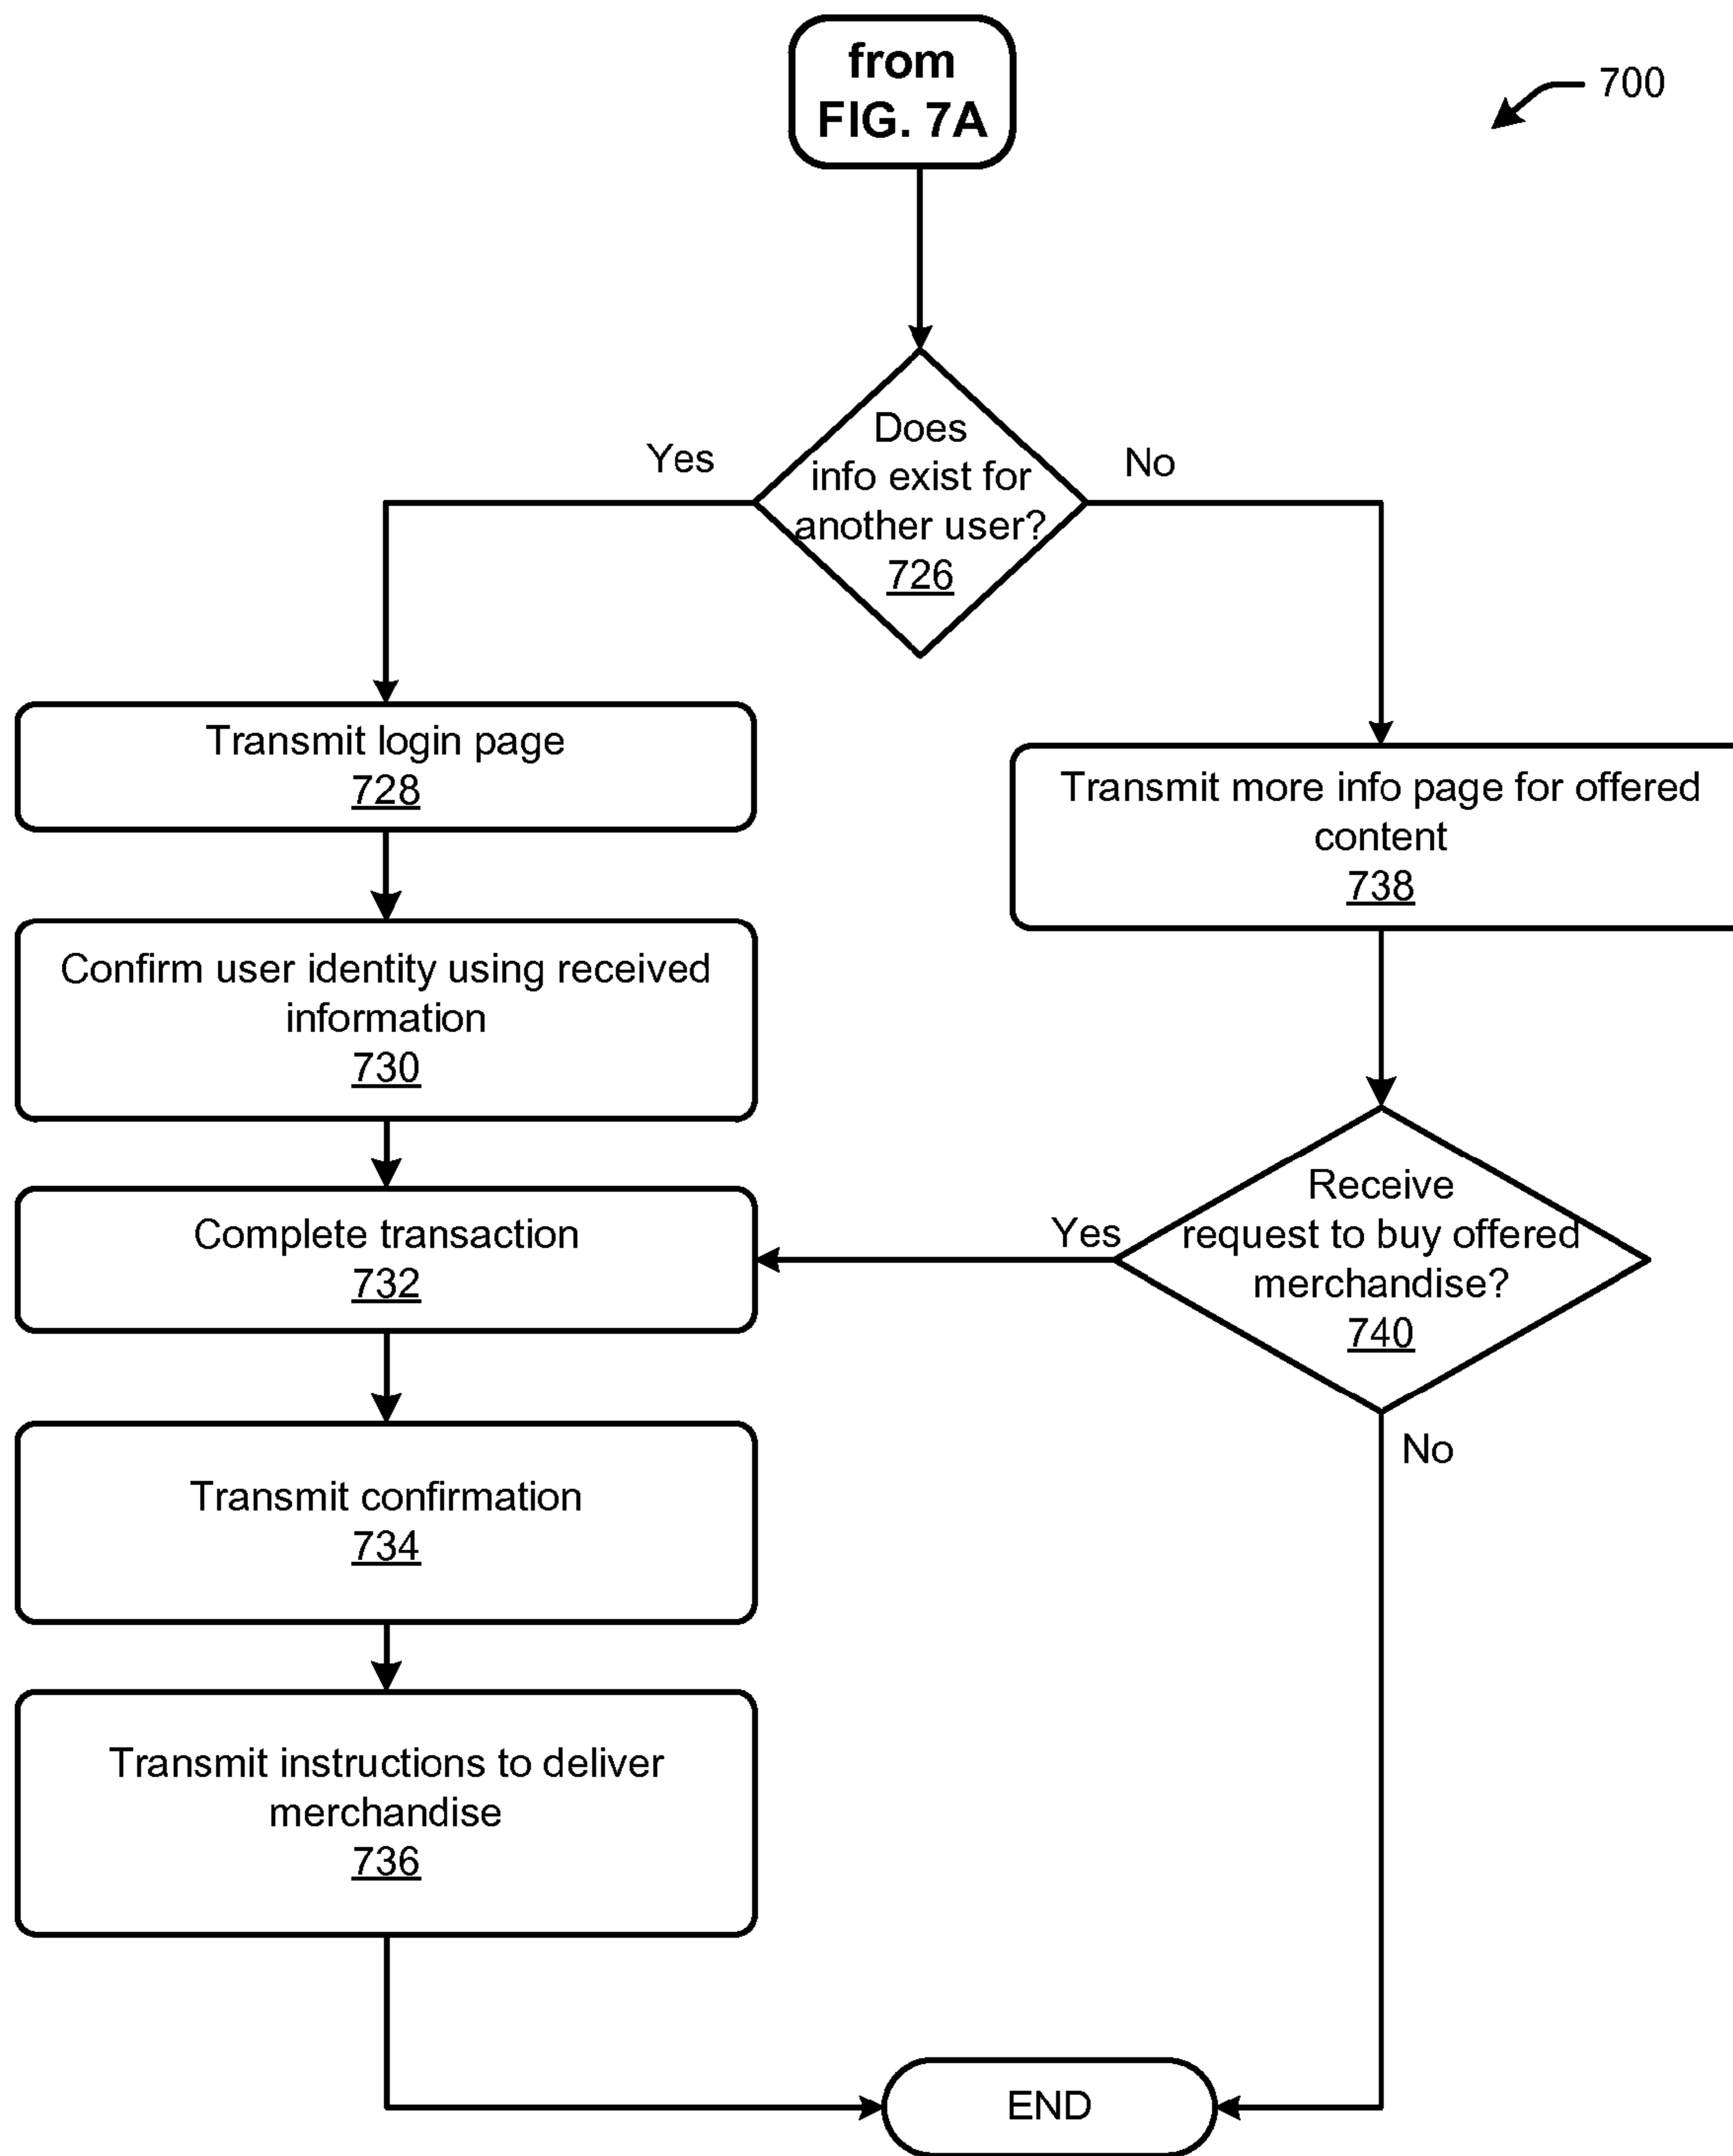 from
FIG. 7A
700
Does
info exist for
another user?
726
Yes
No
Transmit login page
728
Transmit more info page for offered
content
738
Confirm user identity using received
information
730
Complete transaction
732
Yes
Receive
request to buy offered
merchandise?
740
No
Transmit confirmation
734
Transmit instructions to deliver
merchandise
736
END